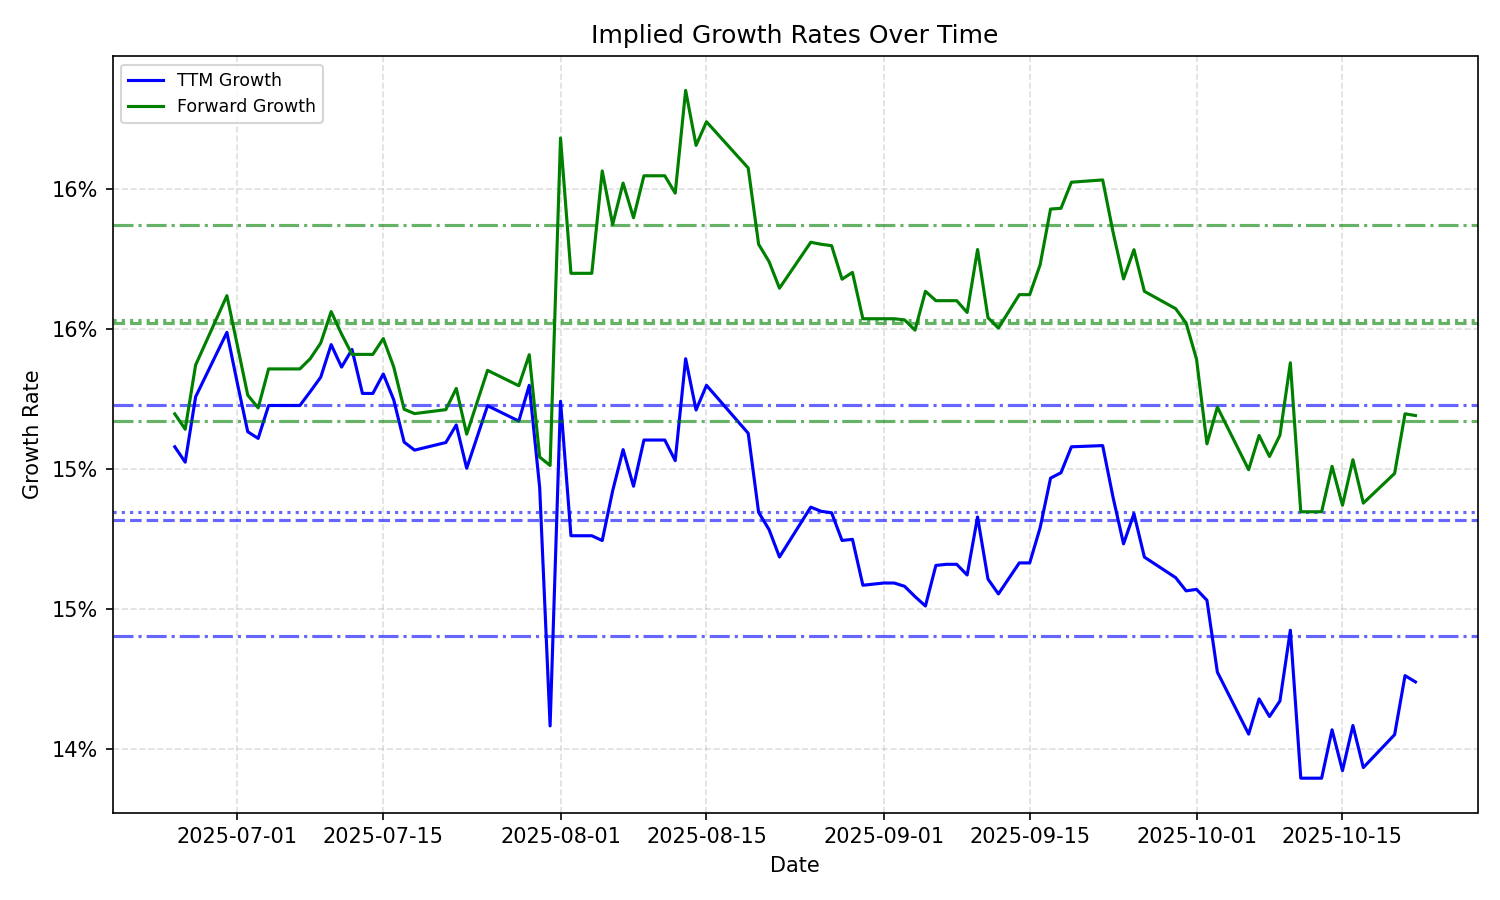 Implied Growth Rates Over Time
TTM Growth
Forward Growth
16%
16%
15%
15%
14%
Growth Rate
2025-07-01 2025-07-15 2025-08-01 2025-08-15 2025-09-01 2025-09-15 2025-10-01 2025-10-15
Date